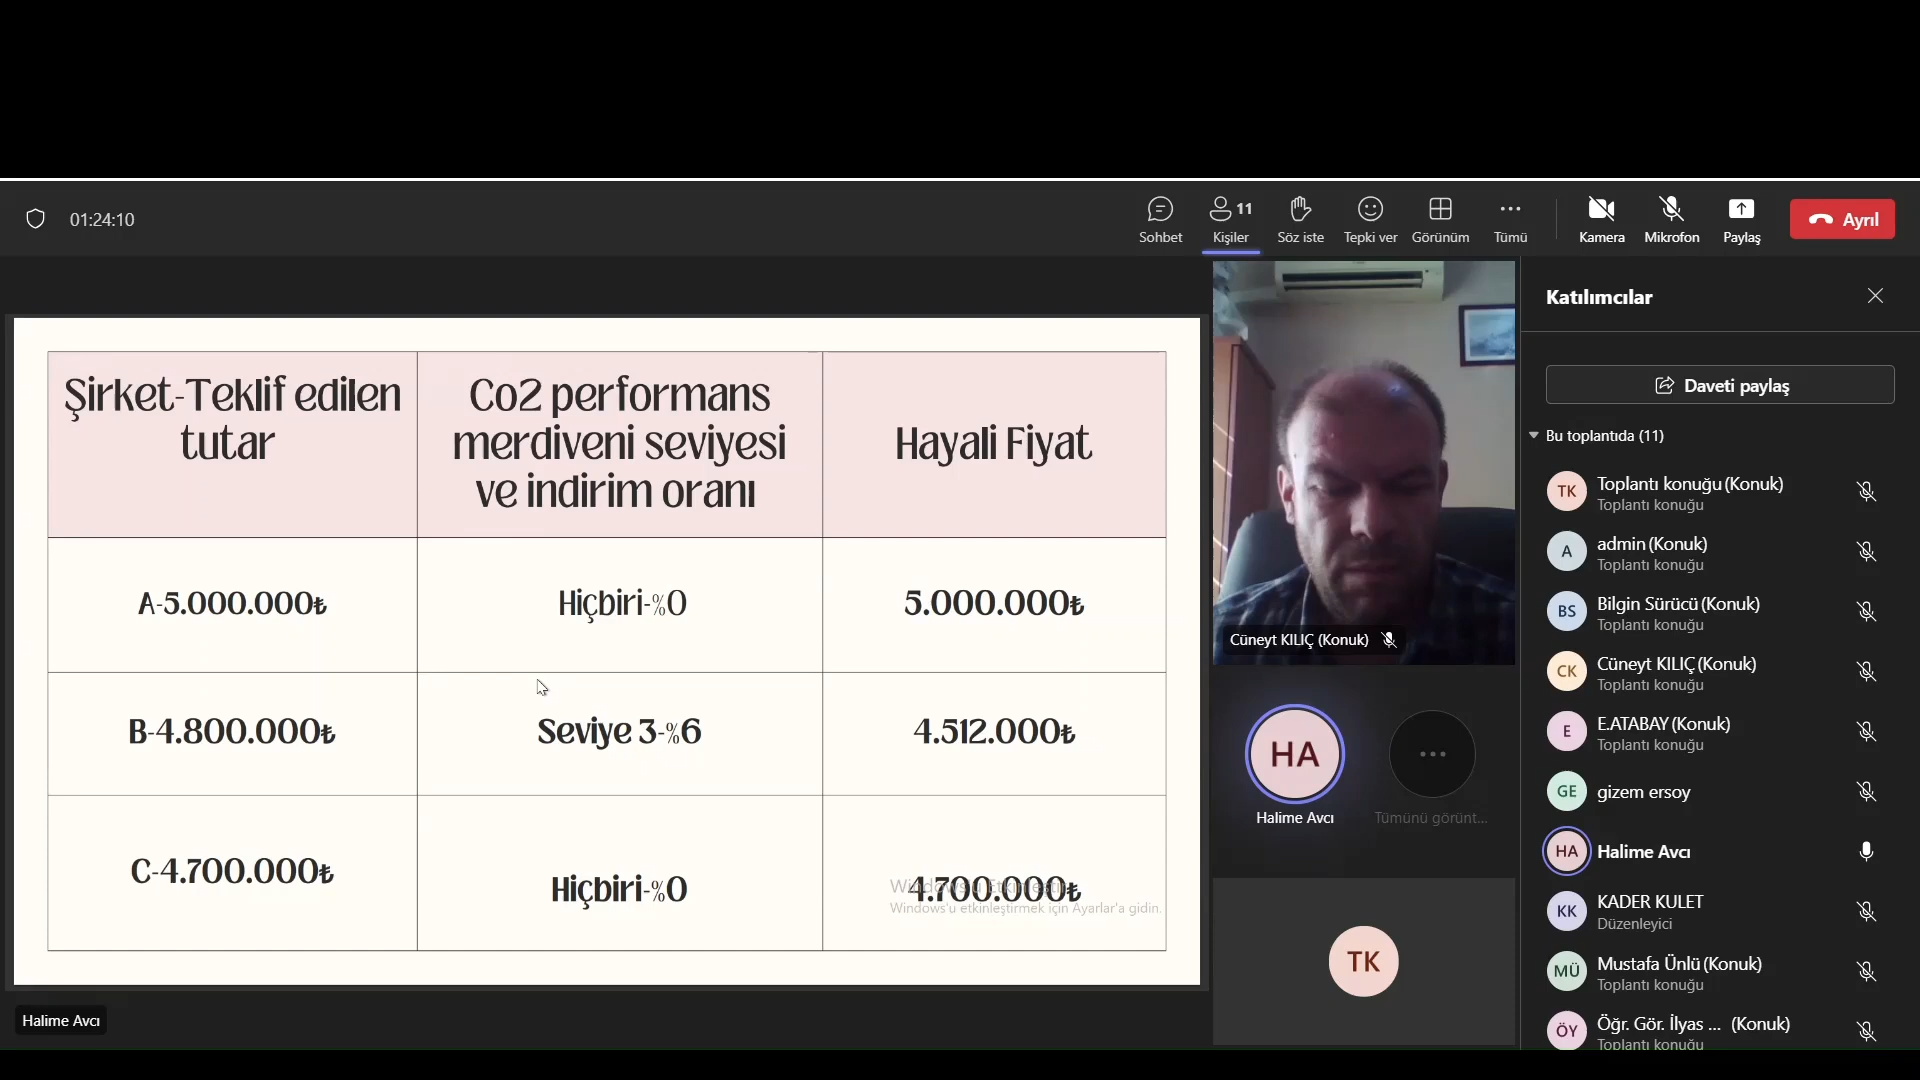 01:24:10
Sohbet
11
Kişiler
Söz iste
Tepki ver
Görünüm
Tümü
Kamera
Mikrofon
Paylaş
Ayrıl
Şirket-Teklif edilen
tutar
Co2 performans
merdiveni seviyesi
ve indirim oranı
Hayali Fiyat
A-5.000.000₺
Hiçbiri-%0
5.000.000₺
B-4.800.000₺
Seviye 3-%6
4.512.000₺
C-4.700.000₺
Hiçbiri-%0
4.700.000₺
Windows'u Etkinleştir
Windows'u etkinleştirmek için Ayarlar'a gidin.
Halime Avcı
Cüneyt KILIÇ (Konuk)
HA
Halime Avcı
Tümünü görünt...
TK
Katılımcılar
Daveti paylaş
Bu toplantıda (11)
TK
Toplantı konuğu (Konuk)
Toplantı konuğu
A
admin (Konuk)
Toplantı konuğu
BS
Bilgin Sürücü (Konuk)
Toplantı konuğu
CK
Cüneyt KILIÇ (Konuk)
Toplantı konuğu
E
E.ATABAY (Konuk)
Toplantı konuğu
GE
gizem ersoy
HA
Halime Avcı
KK
KADER KULET
Düzenleyici
MÜ
Mustafa Ünlü (Konuk)
Toplantı konuğu
ÖY
Öğr. Gör. İlyas ... (Konuk)
Toplantı konuğu